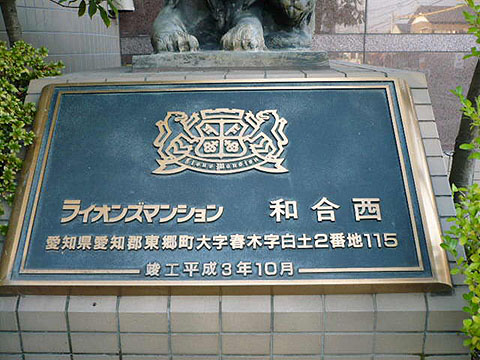 Lions Mansion
ライオンズマンション 和合西
愛知県愛知郡東郷町大字春木字白土2番地115
竣工平成3年10月